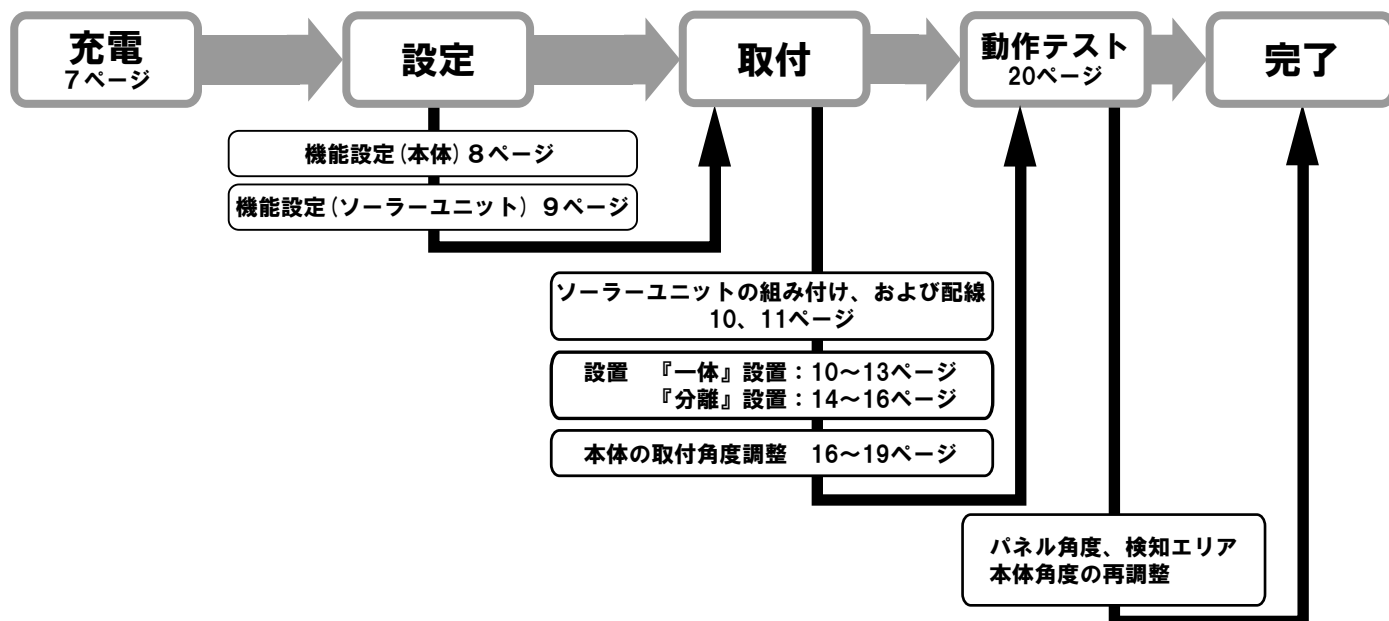 充電
7ページ
設定
取付
動作テスト
20ページ
完了
機能設定(本体)8ページ
機能設定(ソーラーユニット) 9ページ
ソーラーユニットの組み付け、および配線
10、11ページ
設置 『一体』設置:10~13ページ
『分離』設置:14~16ページ
本体の取付角度調整 16~19ページ
パネル角度、検知エリア
本体角度の再調整